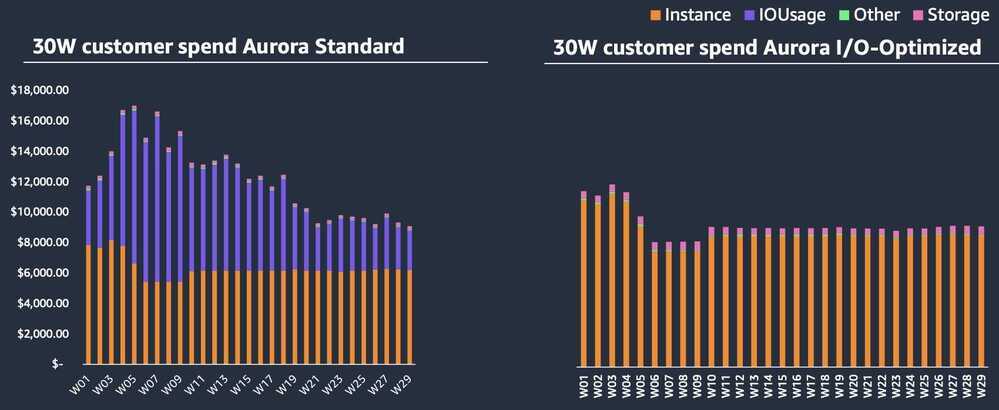 Instance IOUsage Other Storage
30W customer spend Aurora Standard
$18,000.00
$16,000.00
$14,000.00
$12,000.00
$10,000.00
$8,000.00
$6,000.00
$4,000.00
$2,000.00
$-
W01 W03 W05 W07 W09 W11 W13 W15 W17 W19 W21 W23 W25 W27 W29
30W customer spend Aurora I/O-Optimized
W01 W02 W03 W04 W05 W06 W07 W08 W09 W10 W11 W12 W13 W14 W15 W16 W17 W18 W19 W20 W21 W22 W23 W24 W25 W26 W27 W28 W29